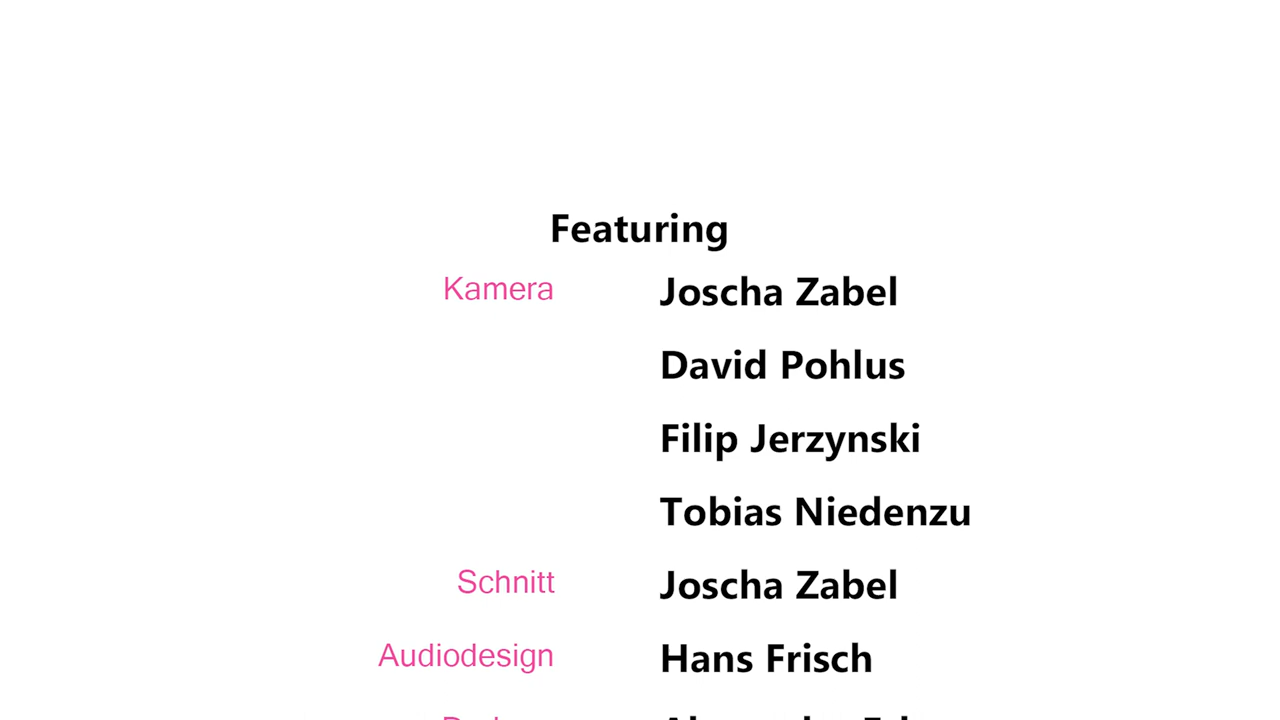 Featuring
Kamera Joscha Zabel
David Pohlus
Filip Jerzynski
Tobias Niedenzu
Schnitt Joscha Zabel
Audiodesign Hans Frisch